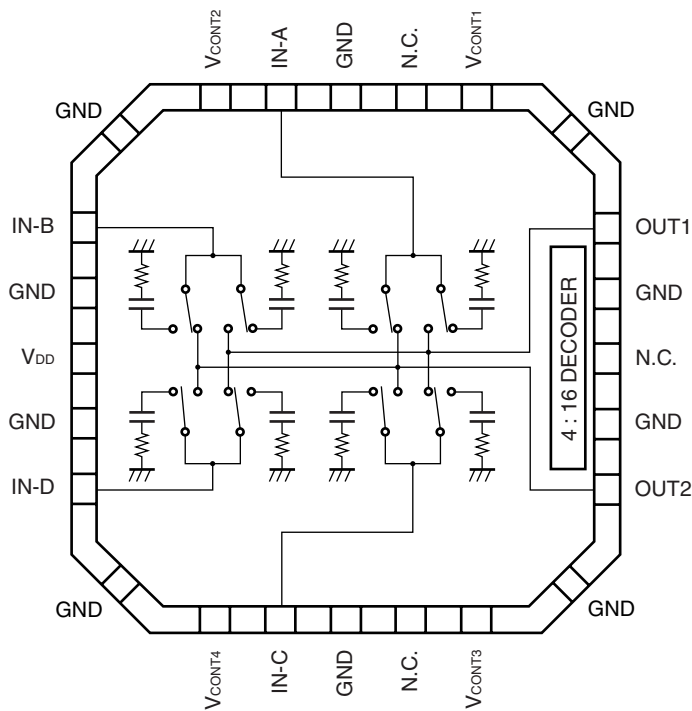 VCONT2
IN-A
GND
N.C.
VCONT1
GND
GND
IN-B
GND
VDD
GND
IN-D
OUT1
GND
N.C.
GND
OUT2
4 : 16 DECODER
GND
GND
VCONT4
IN-C
GND
N.C.
VCONT3